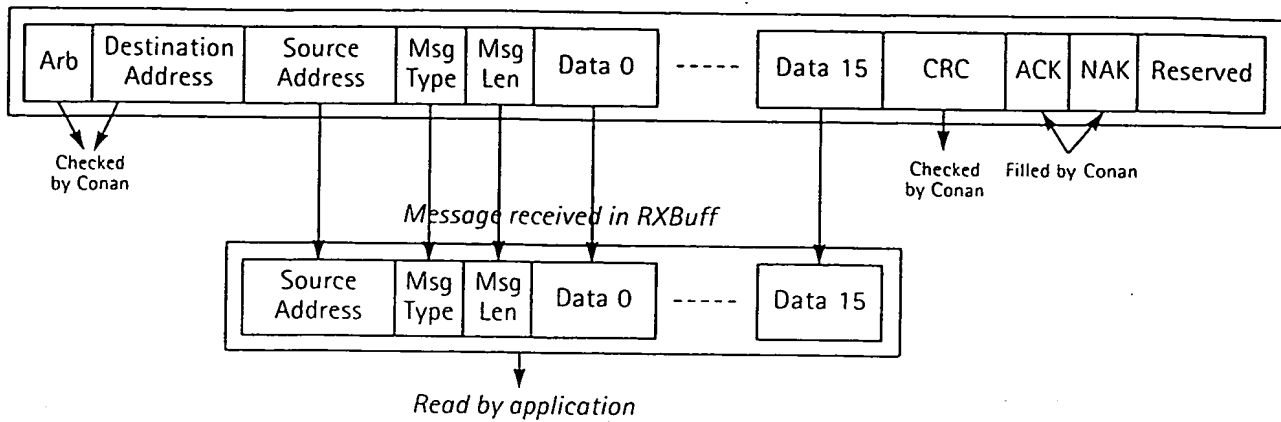 Arb
Destination
Address
Source
Address
Msg
Type
Msg
Len
Data 0
-----
Data 15
CRC
ACK
NAK
Reserved
Checked
by Conan
Checked
by Conan
Filled by Conan
Message received in RXBuff
Source
Address
Msg
Type
Msg
Len
Data 0
-----
Data 15
Read by application